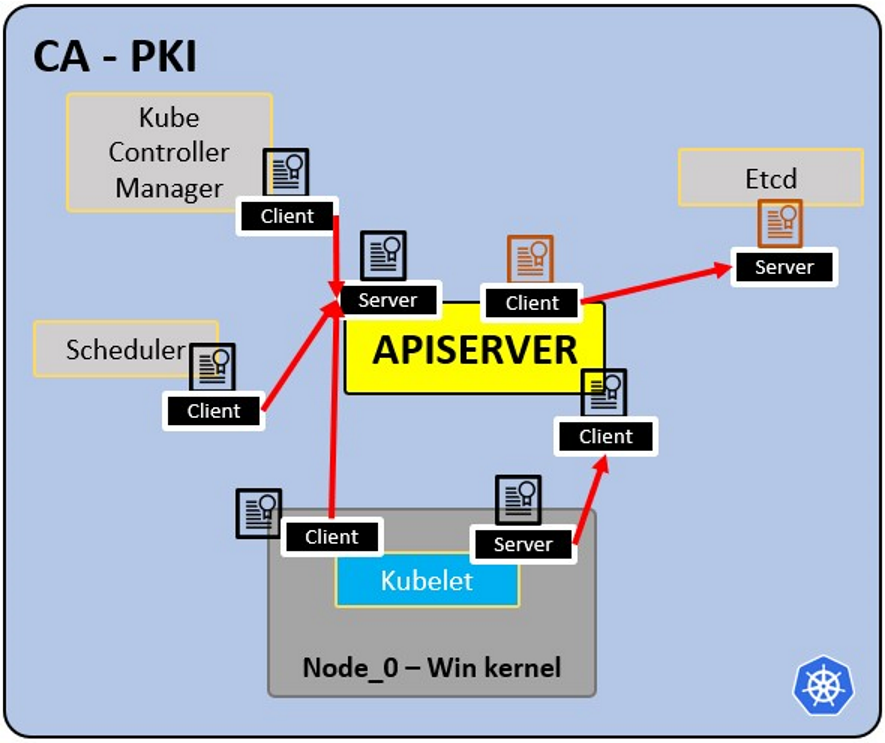 CA - PKI
Kube
Controller
Manager
Client
Etcd
Server
Server
Client
APISERVER
Scheduler
Client
Client
Client
Server
Kubelet
Node_0 – Win kernel